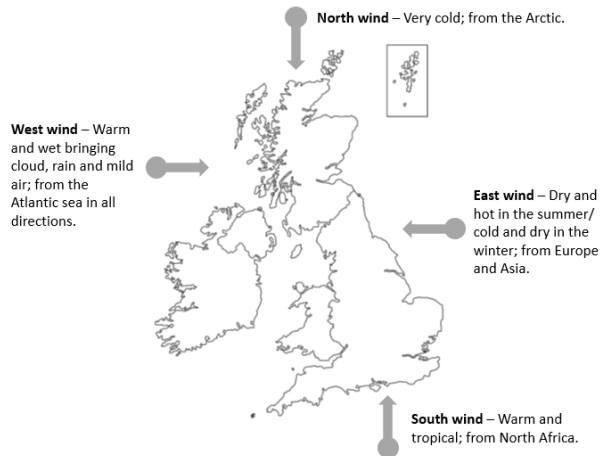 North wind – Very cold; from the Arctic.
West wind – Warm
and wet bringing
cloud, rain and mild
air; from the
Atlantic sea in all
directions.
East wind – Dry and
hot in the summer/
cold and dry in the
winter; from Europe
and Asia.
South wind – Warm and
tropical; from North Africa.